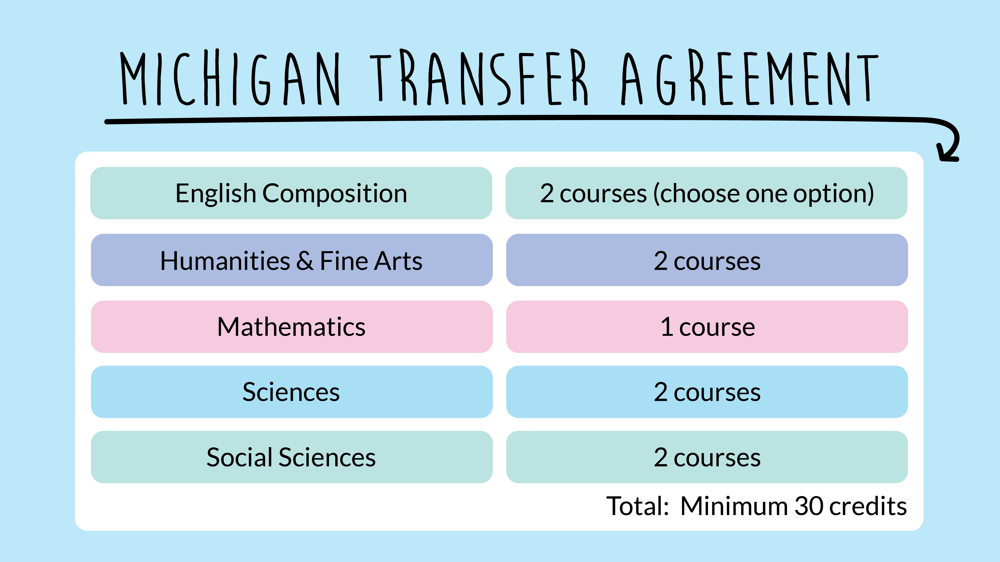 MICHIGAN TRANSFER AGREEMENT
English Composition
2 courses (choose one option)
Humanities & Fine Arts
2 courses
Mathematics
1 course
Sciences
2 courses
Social Sciences
2 courses
Total: Minimum 30 credits